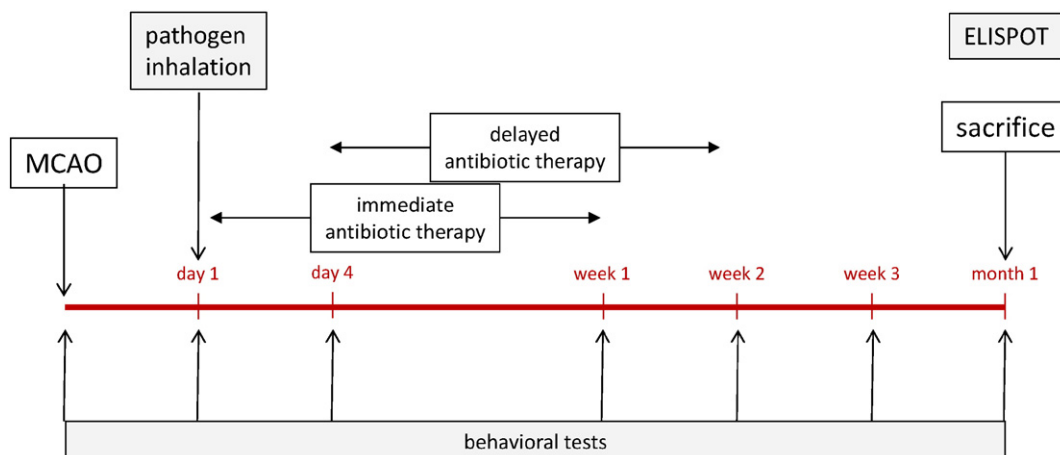 pathogen
inhalation
ELISPOT
MCAO
delayed
antibiotic therapy
sacrifice
immediate
antibiotic therapy
day 1
day 4
week 1
week 2
week 3
month 1
behavioral tests